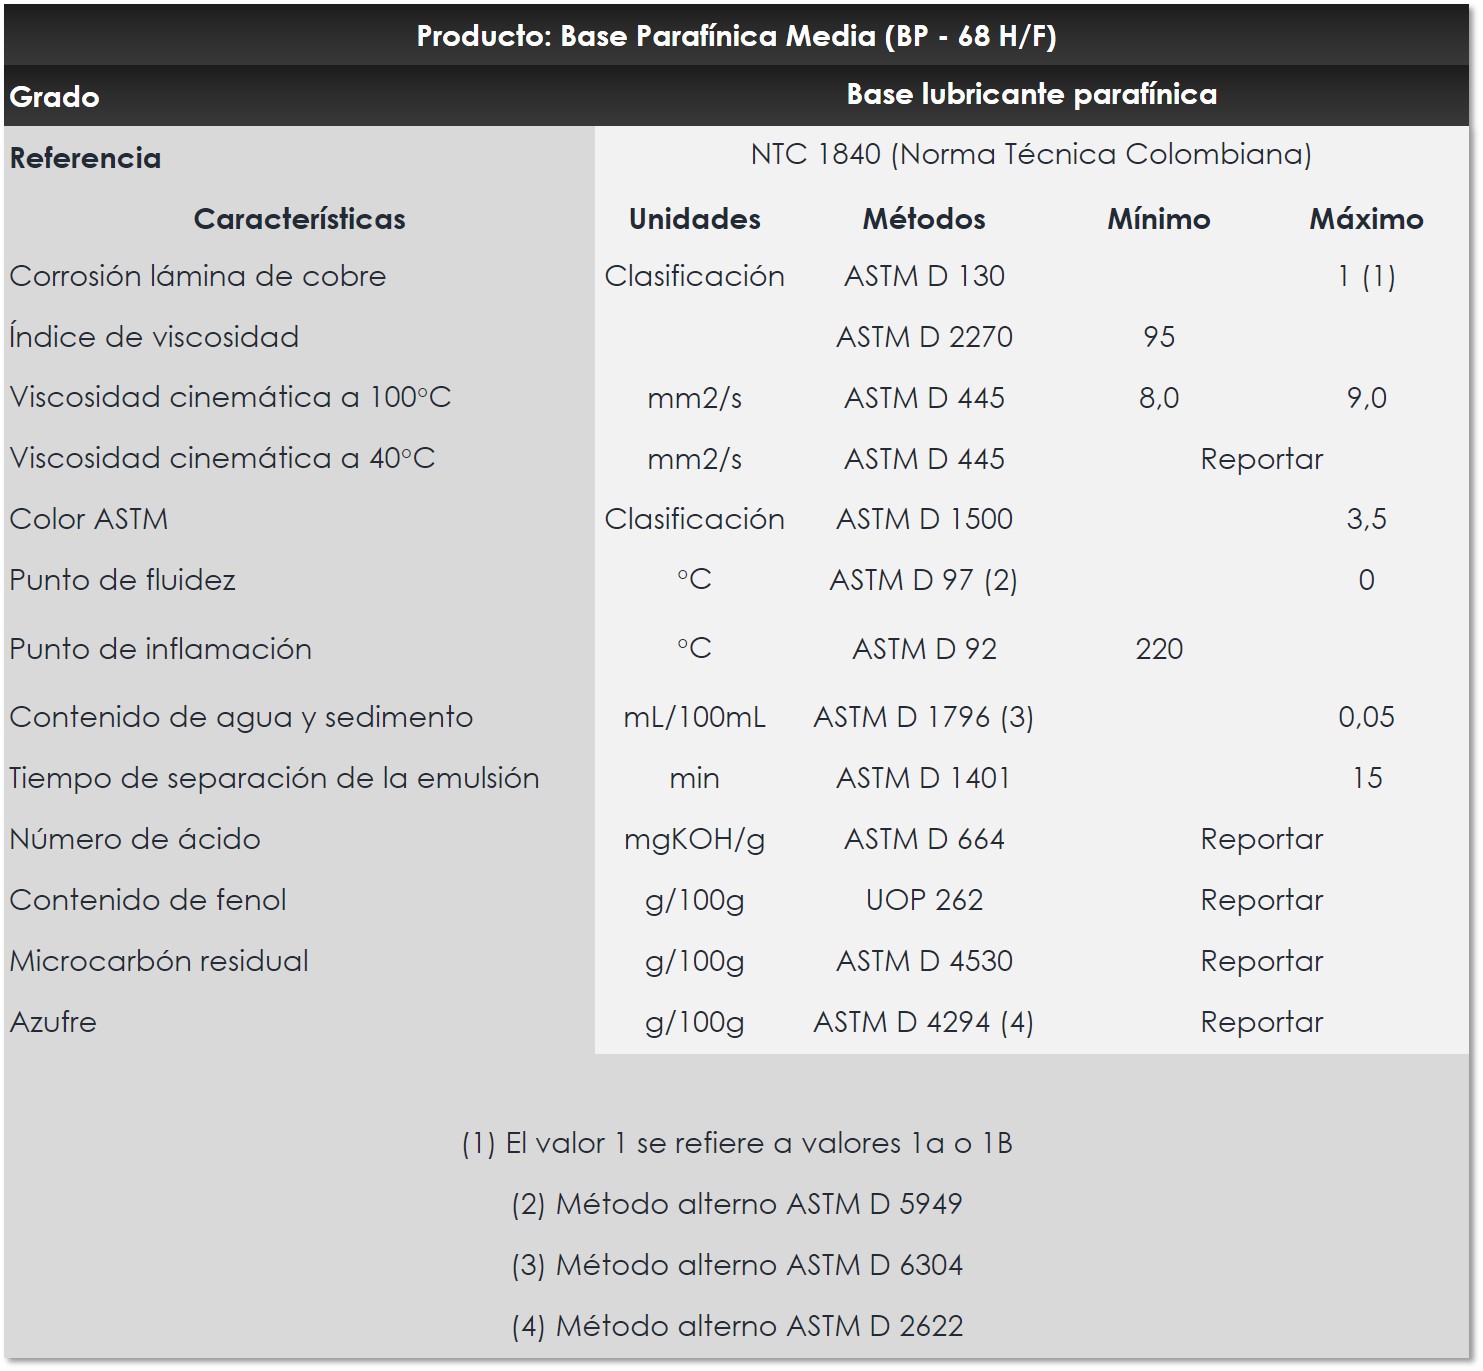 Producto: Base Parafínica Media (BP - 68 H/F)
Grado Base lubricante parafínica
Referencia NTC 1840 (Norma Técnica Colombiana)
Características Unidades Métodos Mínimo Máximo
Corrosión lámina de cobre Clasificación ASTM D 130 1 (1)
Índice de viscosidad ASTM D 2270 95
Viscosidad cinemática a 100°C mm2/s ASTM D 445 8,0 9,0
Viscosidad cinemática a 40°C mm2/s ASTM D 445 Reportar
Color ASTM Clasificación ASTM D 1500 3,5
Punto de fluidez °C ASTM D 97 (2) 0
Punto de inflamación °C ASTM D 92 220
Contenido de agua y sedimento mL/100mL ASTM D 1796 (3) 0,05
Tiempo de separación de la emulsión min ASTM D 1401 15
Número de ácido mgKOH/g ASTM D 664 Reportar
Contenido de fenol g/100g UOP 262 Reportar
Microcarbón residual g/100g ASTM D 4530 Reportar
Azufre g/100g ASTM D 4294 (4) Reportar
(1) El valor 1 se refiere a valores 1a o 1B
(2) Método alterno ASTM D 5949
(3) Método alterno ASTM D 6304
(4) Método alterno ASTM D 2622